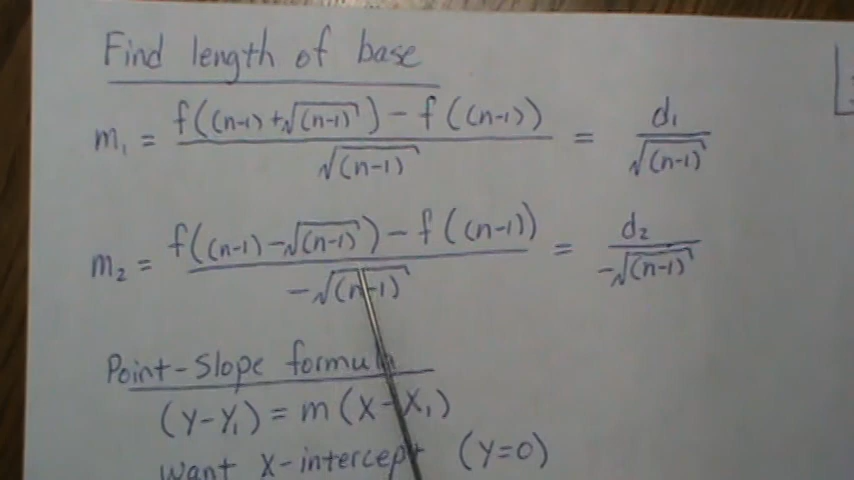 Find length of base
m₁ = f((n-1)+√(n-1)) - f((n-1)) / √(n-1) = d₁ / √(n-1)
m₂ = f((n-1)-√(n-1)) - f((n-1)) / -√(n-1) = d₂ / -√(n-1)
Point-Slope formula
(Y-Y₁) = m(X-X₁)
Want X-intercept (Y=0)